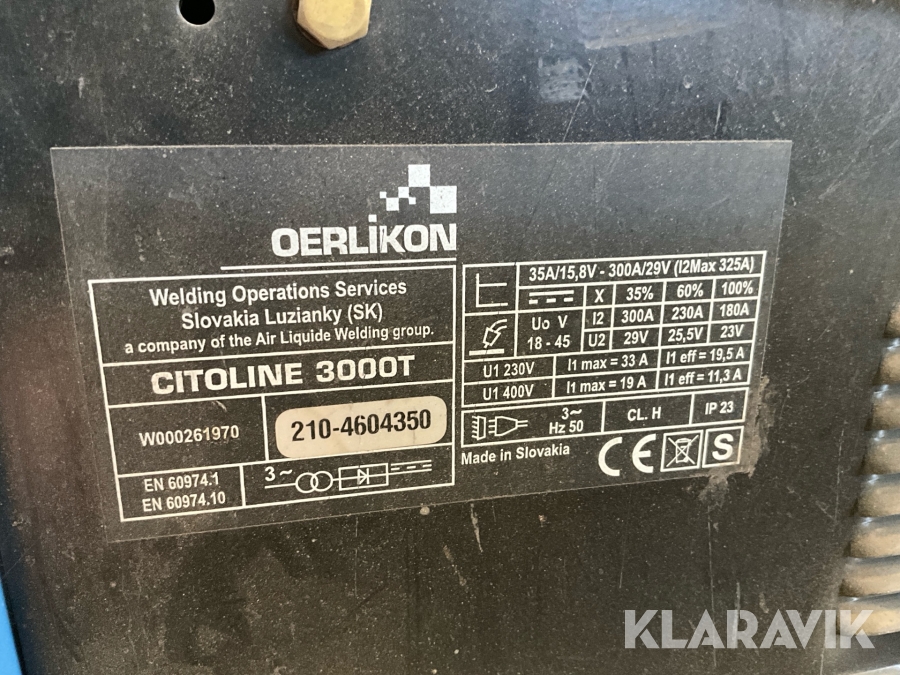 OERLIKON
Welding Operations Services
Slovakia Luzianky (SK)
a company of the Air Liquide Welding group.
CITOLINE 3000T
W000261970
210-4604350
EN 60974.1
EN 60974.10
3~
35A/15,8V - 300A/29V (I2Max 325A)
X 35% 60% 100%
Uo V
18 - 45
I2 300A 230A 180A
U2 29V 25,5V 23V
U1 230V I1 max = 33 A I1 eff = 19,5 A
U1 400V I1 max = 19 A I1 eff = 11,3 A
3~
Hz 50
CL. H
IP 23
Made in Slovakia
CE
S
KLARAVIK